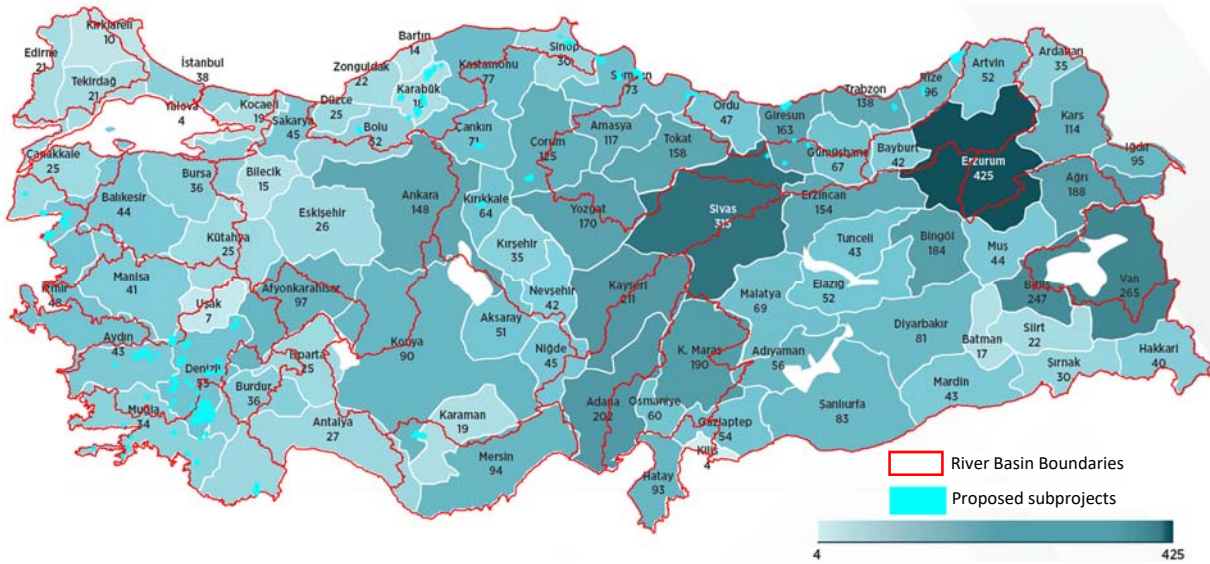 Kırklareli
10
Edirne
21
Tekirdağ
21
İstanbul
38
Yalova
4
Kocaeli
19
Sakarya
45
Düzce
25
Zonguldak
22
Bartın
14
Karabük
Bolu
52
Kastamonu
77
Sinop
30
Samsun
73
Çankırı
71
Çorum
125
Amasya
117
Tokat
158
Ordu
47
Giresun
163
Trabzon
138
Rize
96
Artvin
52
Ardahan
35
Kars
114
Iğdır
95
Ağrı
188
Erzurum
425
Bayburt
42
Gümüşhane
67
Erzincan
154
Sivas
315
Yozgat
170
Kırıkkale
64
Ankara
148
Eskişehir
26
Bilecik
15
Bursa
36
Çanakkale
25
Balıkesir
44
Kütahya
25
Manisa
41
İzmir
48
Uşak
7
Afyonkarahisar
97
Aydın
43
Denizli
55
Muğla
34
Burdur
36
Isparta
25
Antalya
27
Konya
90
Karaman
19
Mersin
94
Aksaray
51
Kırşehir
35
Nevşehir
42
Niğde
45
Kayseri
211
Adana
202
Osmaniye
60
Hatay
93
K. Maraş
190
Gaziaptep
54
Kilis
4
Adıyaman
56
Malatya
69
Elazığ
52
Tunceli
43
Bingöl
184
Muş
44
Bitlis
247
Van
265
Diyarbakır
81
Batman
17
Siirt
22
Şırnak
30
Hakkari
40
Mardin
43
Şanlıurfa
83
River Basin Boundaries
Proposed subprojects
4
425